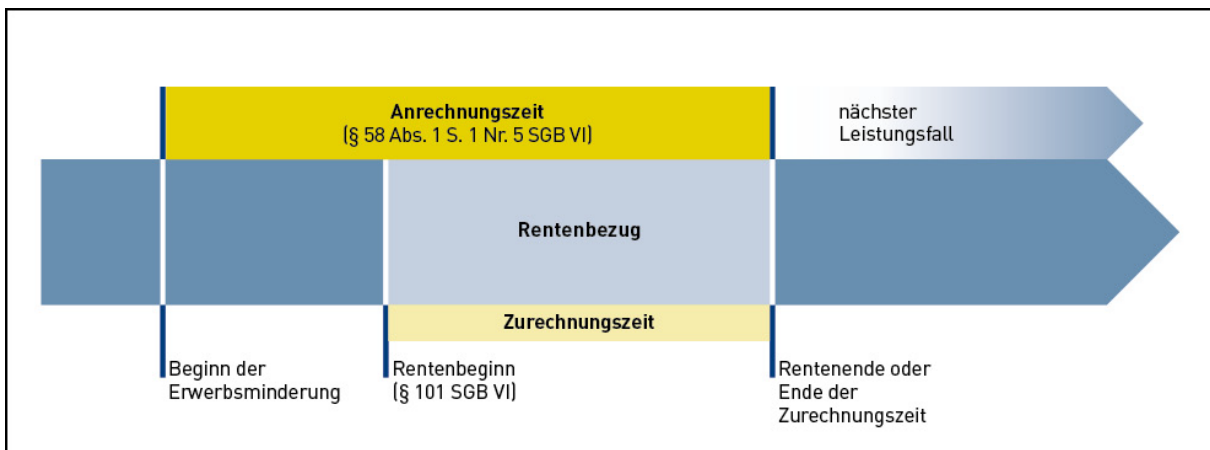 Anrechnungszeit
(§ 58 Abs. 1 S. 1 Nr. 5 SGB VI)
nächster
Leistungsfall
Rentenbezug
Zurechnungszeit
Beginn der
Erwerbsminderung
Rentenbeginn
(§ 101 SGB VI)
Rentenende oder
Ende der
Zurechnungszeit